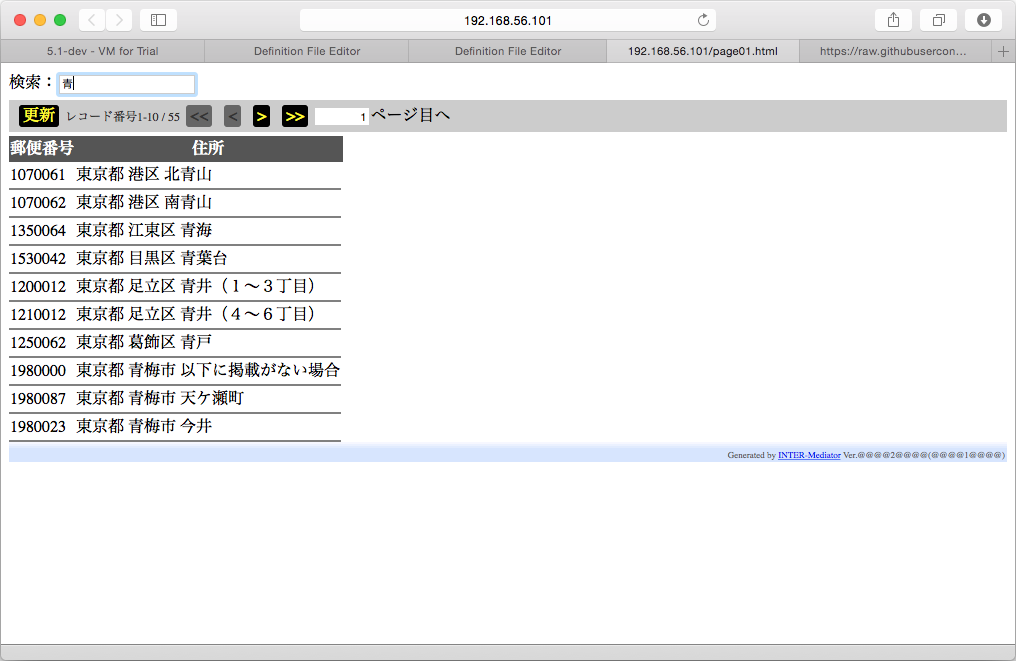 192.168.56.101
5.1-dev - VM for Trial Definition File Editor Definition File Editor 192.168.56.101/page01.html https://raw.githubusercon…
検索：青
更新 レコード番号1-10 / 55 << < > >> 1 ページ目へ
郵便番号 住所
1070061 東京都 港区 北青山
1070062 東京都 港区 南青山
1350064 東京都 江東区 青海
1530042 東京都 目黒区 青葉台
1200012 東京都 足立区 青井（１～３丁目）
1210012 東京都 足立区 青井（４～６丁目）
1250062 東京都 葛飾区 青戸
1980000 東京都 青梅市 以下に掲載がない場合
1980087 東京都 青梅市 天ケ瀬町
1980023 東京都 青梅市 今井
Generated by INTER-Mediator Ver.@@@@2@@@@(@@@@1@@@@)